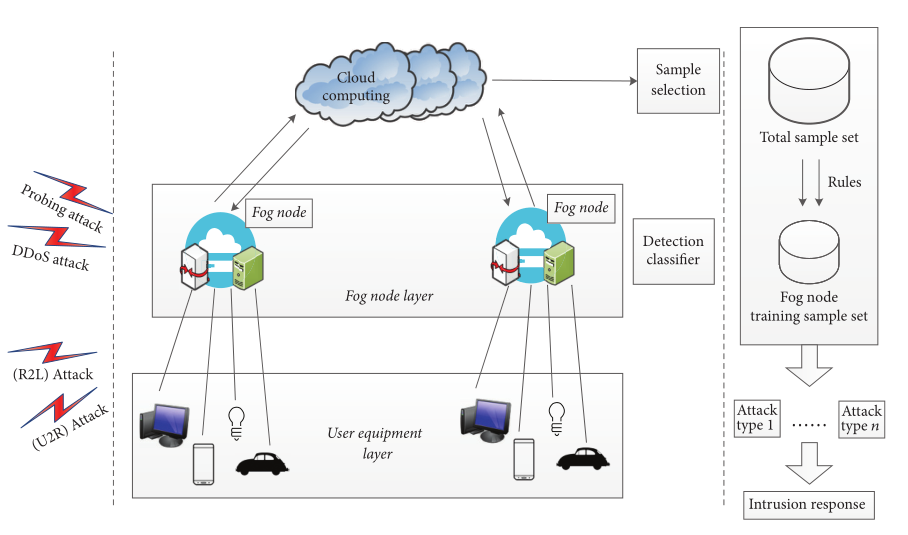 Cloud
computing
Sample
selection
Total sample set
Rules
Fog node
training sample set
Probing attack
DDoS attack
Fog node
Fog node
Detection
classifier
Fog node layer
(R2L) Attack
(U2R) Attack
User equipment
layer
Attack
type 1
......
Attack
type n
Intrusion response